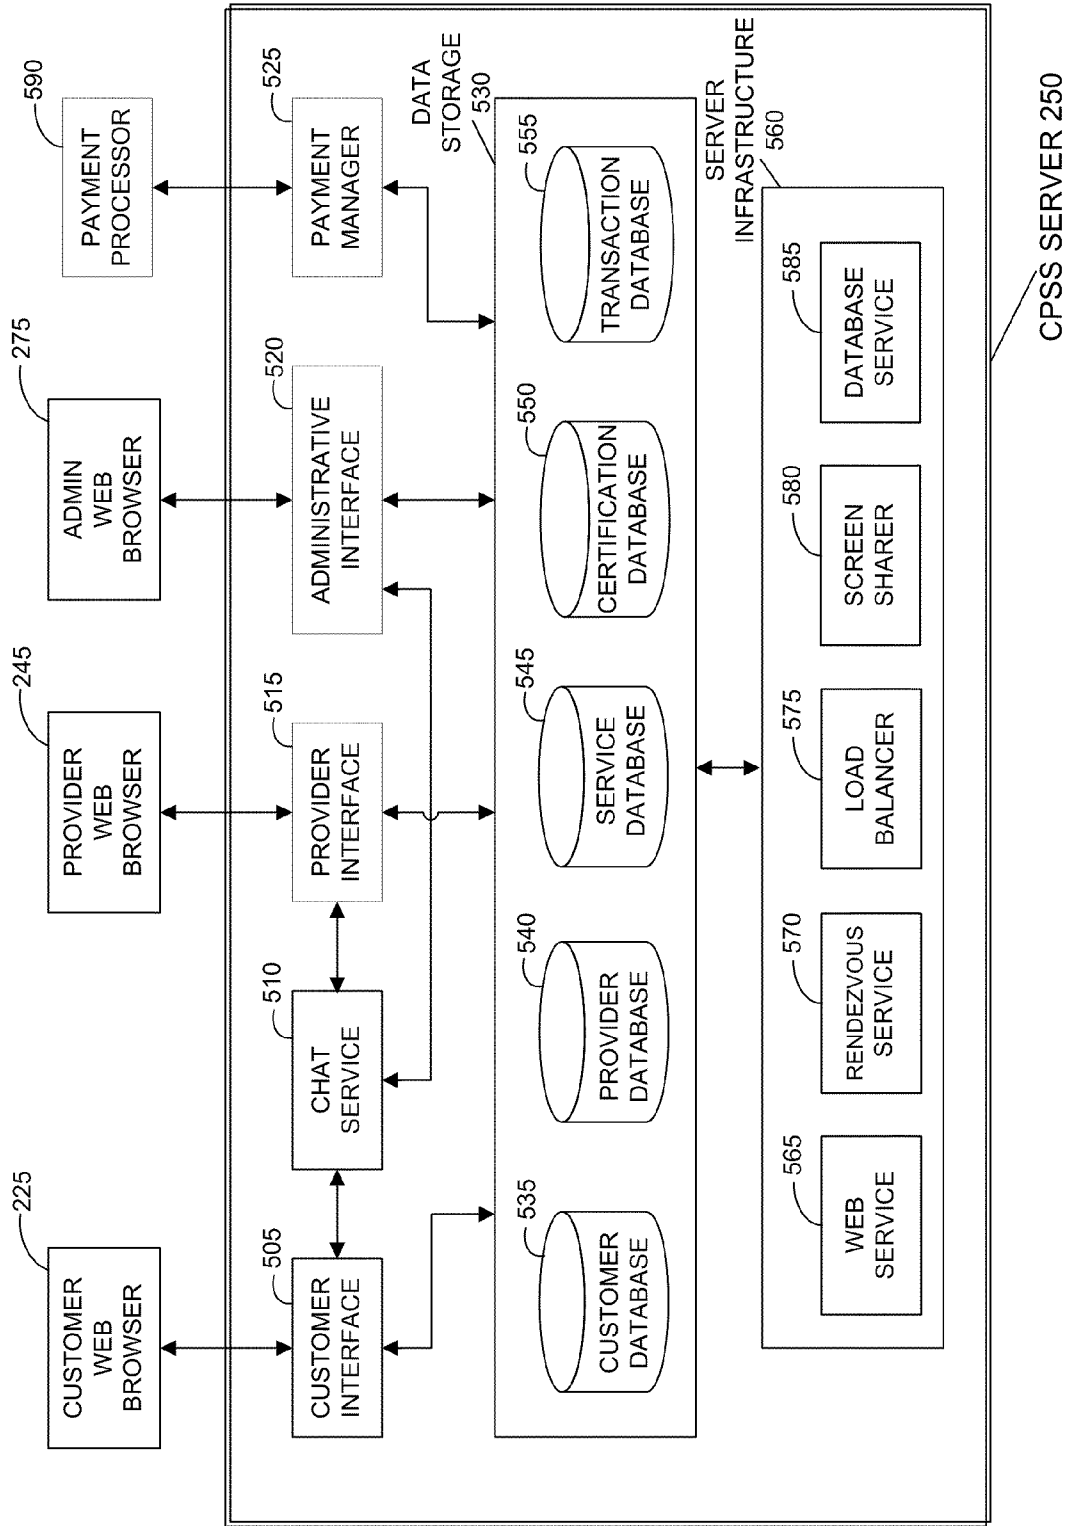 CUSTOMER
WEB
BROWSER
225
PROVIDER
WEB
BROWSER
245
ADMIN
WEB
BROWSER
275
PAYMENT
PROCESSOR
590
CUSTOMER
INTERFACE
505
CHAT
SERVICE
510
PROVIDER
INTERFACE
515
ADMINISTRATIVE
INTERFACE
520
PAYMENT
MANAGER
525
DATA
STORAGE
530
CUSTOMER
DATABASE
535
PROVIDER
DATABASE
540
SERVICE
DATABASE
545
CERTIFICATION
DATABASE
550
TRANSACTION
DATABASE
555
SERVER
INFRASTRUCTURE
560
WEB
SERVICE
565
RENDEZVOUS
SERVICE
570
LOAD
BALANCER
575
SCREEN
SHARER
580
DATABASE
SERVICE
585
CPSS SERVER 250